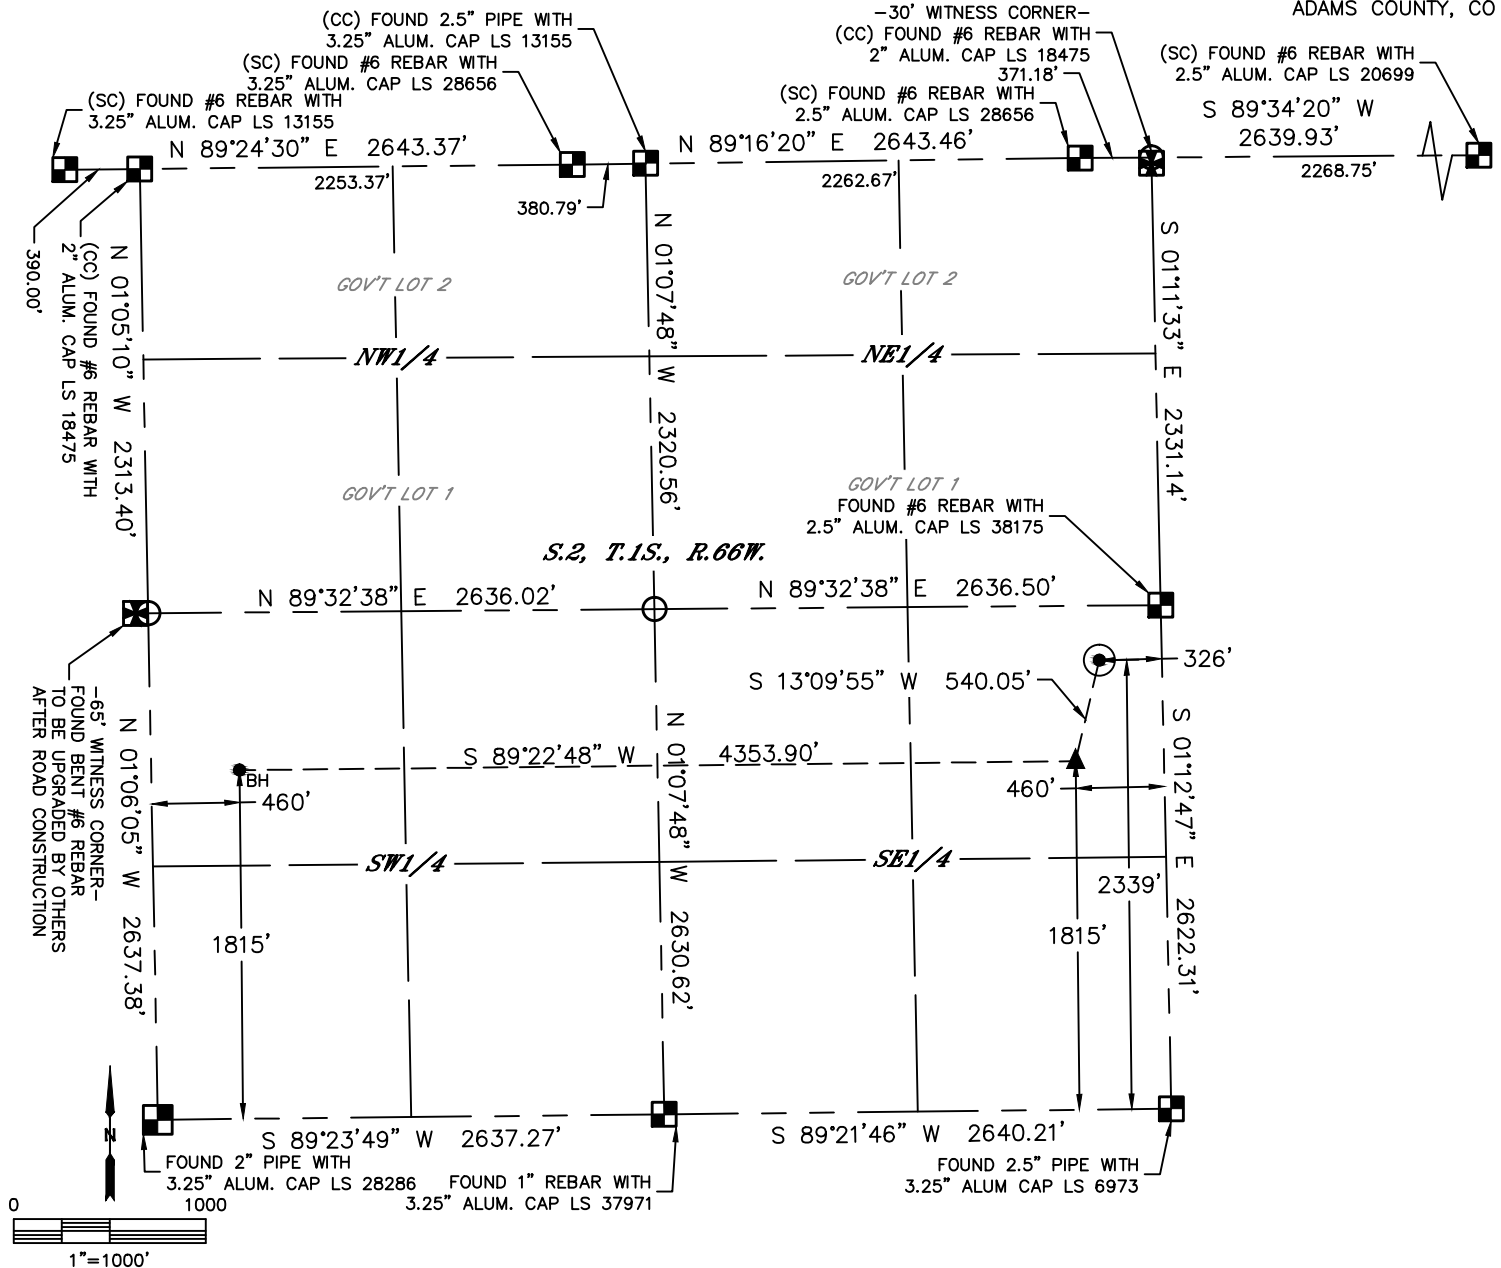 ADAMS COUNTY, CO
(CC) FOUND 2.5" PIPE WITH
3.25" ALUM. CAP LS 13155
-30' WITNESS CORNER-
(CC) FOUND #6 REBAR WITH
2" ALUM. CAP LS 18475
371.18'
(SC) FOUND #6 REBAR WITH
2.5" ALUM. CAP LS 20699
(SC) FOUND #6 REBAR WITH
3.25" ALUM. CAP LS 28656
(SC) FOUND #6 REBAR WITH
2.5" ALUM. CAP LS 28656
(SC) FOUND #6 REBAR WITH
3.25" ALUM. CAP LS 13155
S 89°34'20" W
2639.93'
N 89°24'30" E 2643.37'
N 89°16'20" E 2643.46'
2253.37'
2262.67'
2268.75'
380.79'
390.00'
(CC) FOUND #6 REBAR WITH
2" ALUM. CAP LS 18475
N 01°05'10" W 2313.40'
N 01°07'48" W 2320.56'
S 01°11'33" E 2331.14'
GOV'T LOT 2
GOV'T LOT 2
NW1/4
NE1/4
GOV'T LOT 1
GOV'T LOT 1
FOUND #6 REBAR WITH
2.5" ALUM. CAP LS 38175
S.2, T.1S., R.66W.
N 89°32'38" E 2636.02'
N 89°32'38" E 2636.50'
326'
S 13°09'55" W 540.05'
-65' WITNESS CORNER-
FOUND BENT #6 REBAR
TO BE UPGRADED BY OTHERS
AFTER ROAD CONSTRUCTION
N 01°06'05" W 2637.38'
N 01°07'48" W 2630.62'
S 01°12'47" E 2622.31'
S 89°22'48" W 4353.90'
BH
460'
460'
SW1/4
SE1/4
2339'
1815'
1815'
N
S 89°23'49" W 2637.27'
S 89°21'46" W 2640.21'
FOUND 2" PIPE WITH
3.25" ALUM. CAP LS 28286
FOUND 1" REBAR WITH
3.25" ALUM. CAP LS 37971
FOUND 2.5" PIPE WITH
3.25" ALUM CAP LS 6973
0 1000
1"=1000'